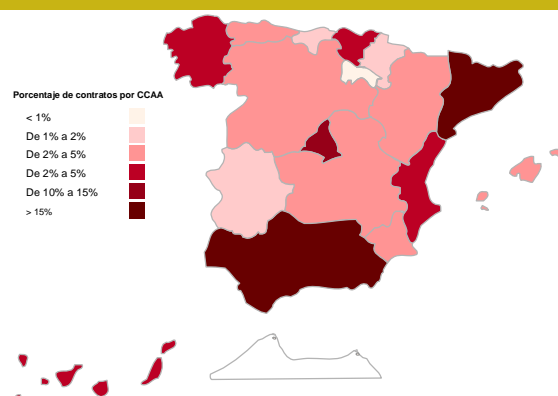 Porcentaje de contratos por CCAA
< 1%
De 1% a 2%
De 2% a 5%
De 2% a 5%
De 10% a 15%
> 15%